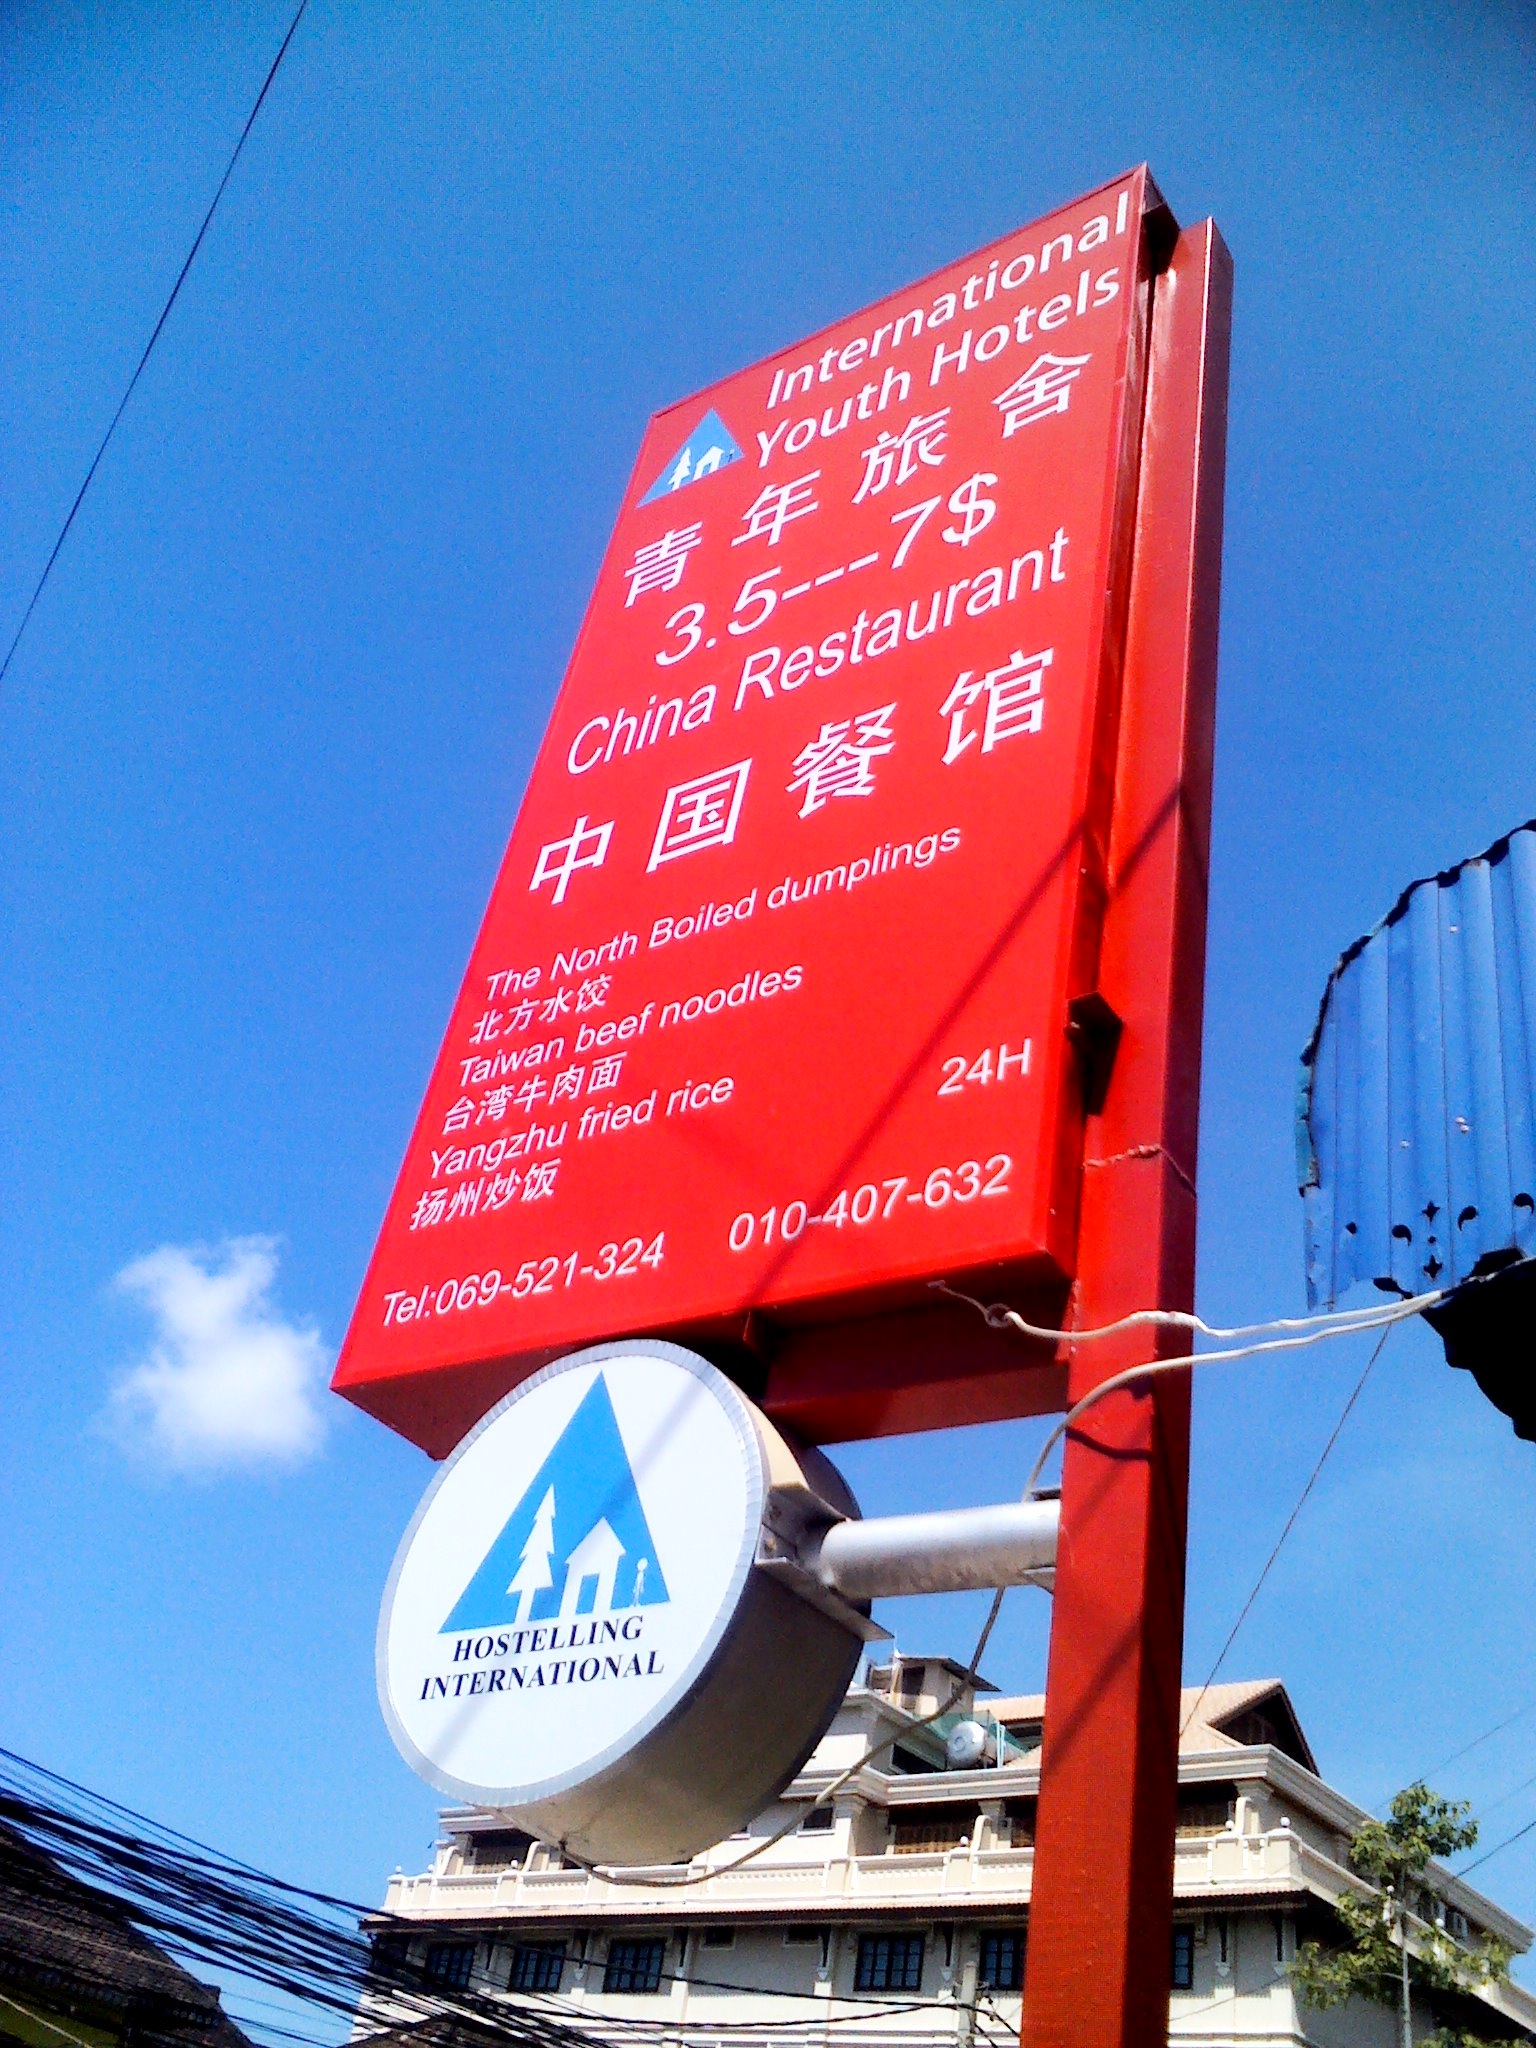 International
Youth Hotels
青年旅舍
3.5---7$
China Restaurant
中国餐馆
The North Boiled dumplings
北方水饺
Taiwan beef noodles
台湾牛肉面
Yangzhu fried rice
扬州炒饭
24H
Tel:069-521-324 010-407-632
HOSTELLING
INTERNATIONAL